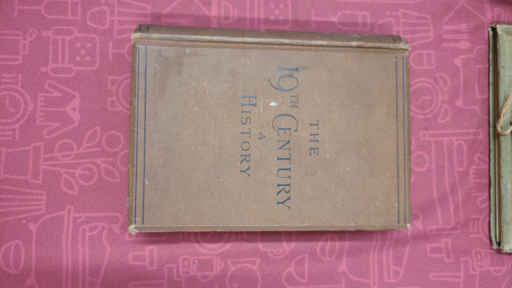 THE
19TH CENTURY
A
HISTORY